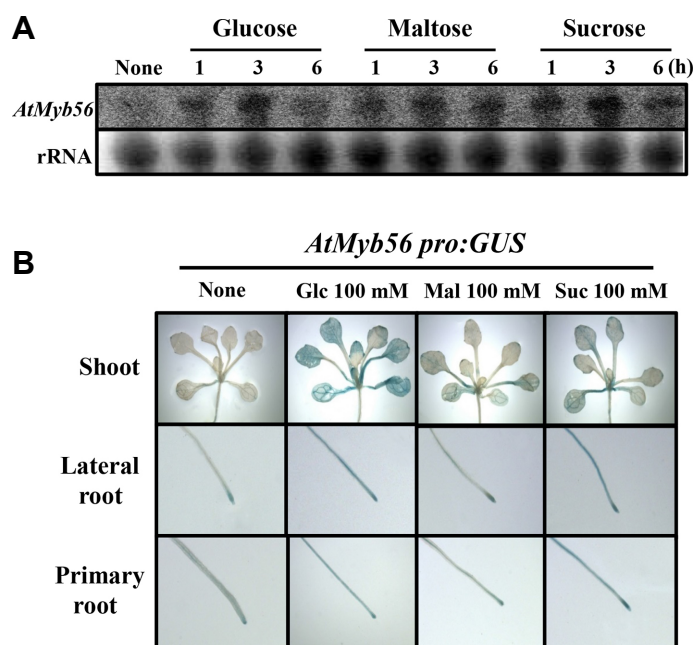 A
Glucose Maltose Sucrose
None 1 3 6 1 3 6 1 3 6 (h)
AtMyb56
rRNA
B
AtMyb56 pro:GUS
None Glc 100 mM Mal 100 mM Suc 100 mM
Shoot
Lateral
root
Primary
root